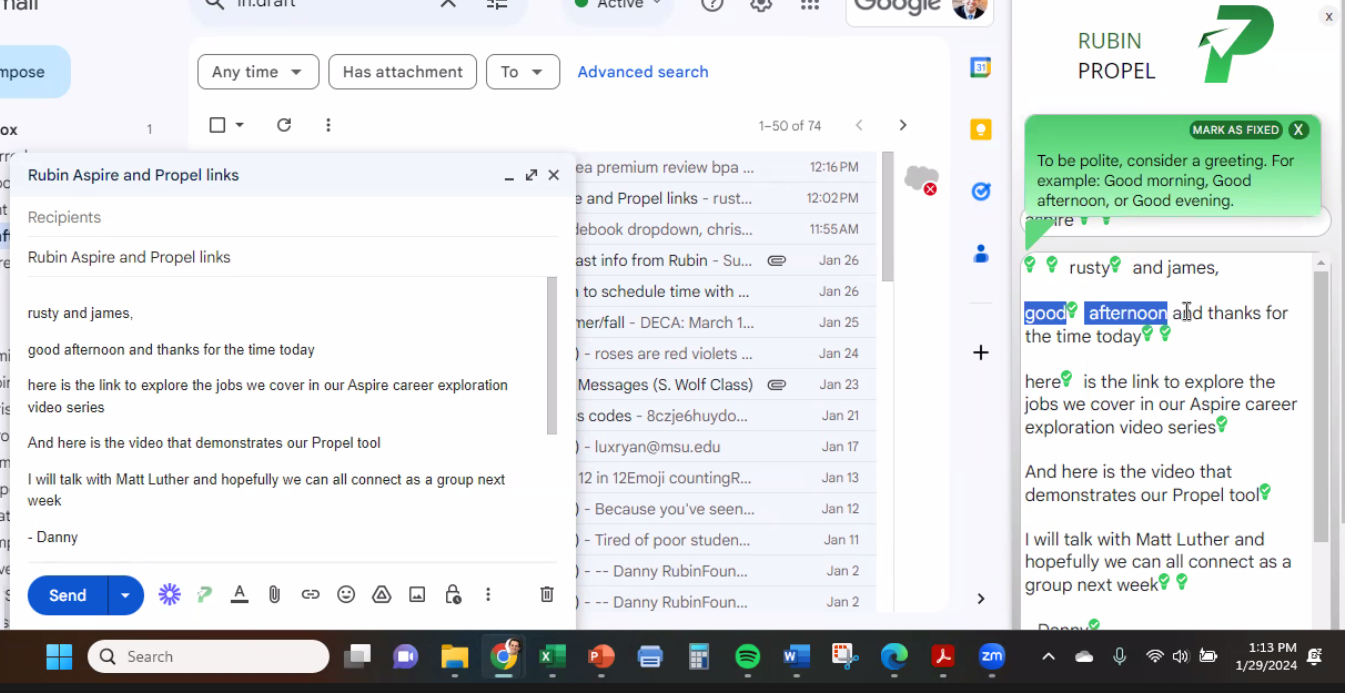 in:draft
Active
Google
Any time
Has attachment
To
Advanced search
mpose
1–50 of 74
ox
1
Rubin Aspire and Propel links
Recipients
Rubin Aspire and Propel links
rusty and james,
good afternoon and thanks for the time today
here is the link to explore the jobs we cover in our Aspire career exploration
video series
And here is the video that demonstrates our Propel tool
I will talk with Matt Luther and hopefully we can all connect as a group next
week
- Danny
Send
ea premium review bpa ... 12:16 PM
e and Propel links - rust... 12:02 PM
debook dropdown, chris... 11:55 AM
ast info from Rubin - Su... Jan 26
n to schedule time with ... Jan 26
mer/fall - DECA: March 1... Jan 25
) - roses are red violets ... Jan 24
Messages (S. Wolf Class) Jan 23
s codes - 8czje6huydo... Jan 21
) - luxryan@msu.edu Jan 17
12 in 12Emoji countingR... Jan 13
) - Because you've seen... Jan 12
) - Tired of poor studen... Jan 11
) - -- Danny RubinFoun... Jan 2
) - -- Danny RubinFoun... Jan 2
31
RUBIN
PROPEL
P
x
MARK AS FIXED X
To be polite, consider a greeting. For
example: Good morning, Good
afternoon, or Good evening.
aspire
rusty and james,
good afternoon and thanks for
the time today
here is the link to explore the
jobs we cover in our Aspire career
exploration video series
And here is the video that
demonstrates our Propel tool
I will talk with Matt Luther and
hopefully we can all connect as a
group next week
Danny
Search
zm
1:13 PM
1/29/2024